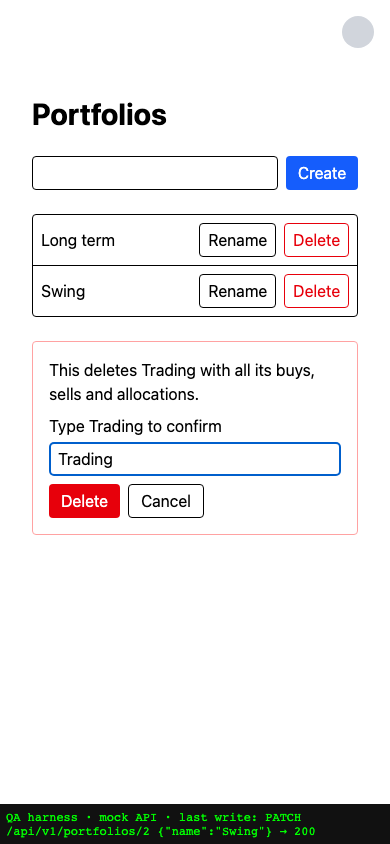 Portfolios
Create
Long term Rename Delete
Swing Rename Delete
This deletes Trading with all its buys,
sells and allocations.
Type Trading to confirm
Trading
Delete Cancel
QA harness · mock API · last write: PATCH
/api/v1/portfolios/2 {"name":"Swing"} → 200